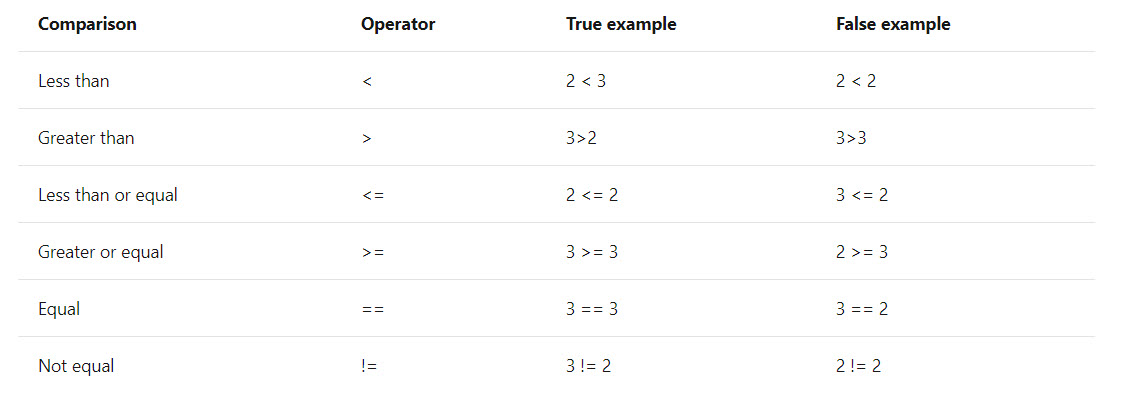 Comparison Operator True example False example
Less than < 2 < 3 2 < 2
Greater than > 3>2 3>3
Less than or equal <= 2 <= 2 3 <= 2
Greater or equal >= 3 >= 3 2 >= 3
Equal == 3 == 3 3 == 2
Not equal != 3 != 2 2 != 2